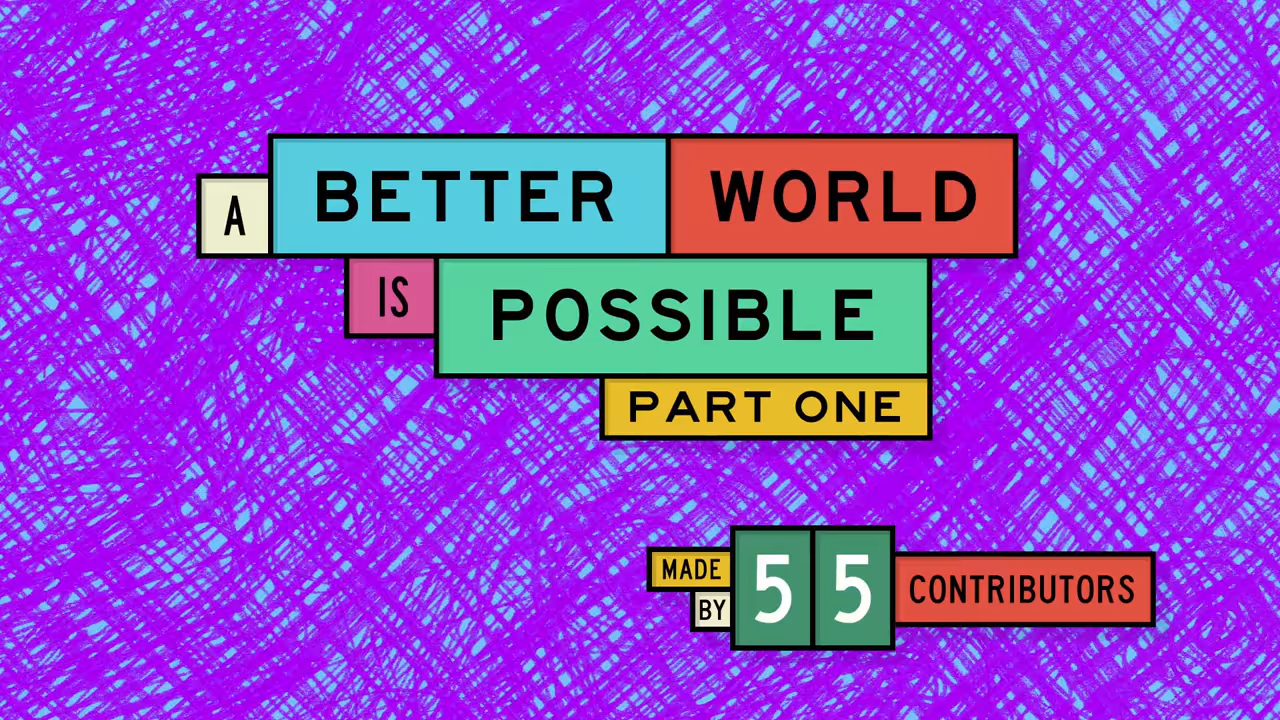 A BETTER WORLD
IS POSSIBLE
PART ONE
MADE BY 55 CONTRIBUTORS